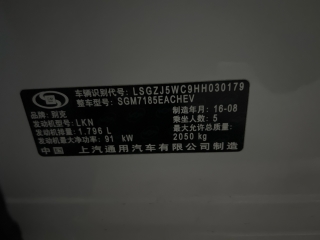 车辆识别代号: LSGZJ5WC9HH030179
整车型号: SGM7185EACHEV
品牌: 别克
制造年月: 16-08
发动机型号: LKN
乘坐人数: 5
发动机排量: 1.796 L
最大允许总质量:
发动机最大净功率: 91 kW
2050 kg
中国 上汽通用汽车有限公司制造